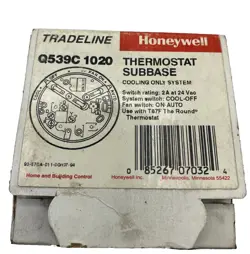 TRADELINE Honeywell
Q539C 1020
THERMOSTAT
SUBBASE
COOLING ONLY SYSTEM
Switch rating: 2A at 24 Vac
System switch: COOL-OFF
Fan switch: ON AUTO
Use with T87F The Round®
Thermostat
0 85267 07032 4
Home and Building Control
Honeywell Inc.
Minneapolis, Minnesota 55422